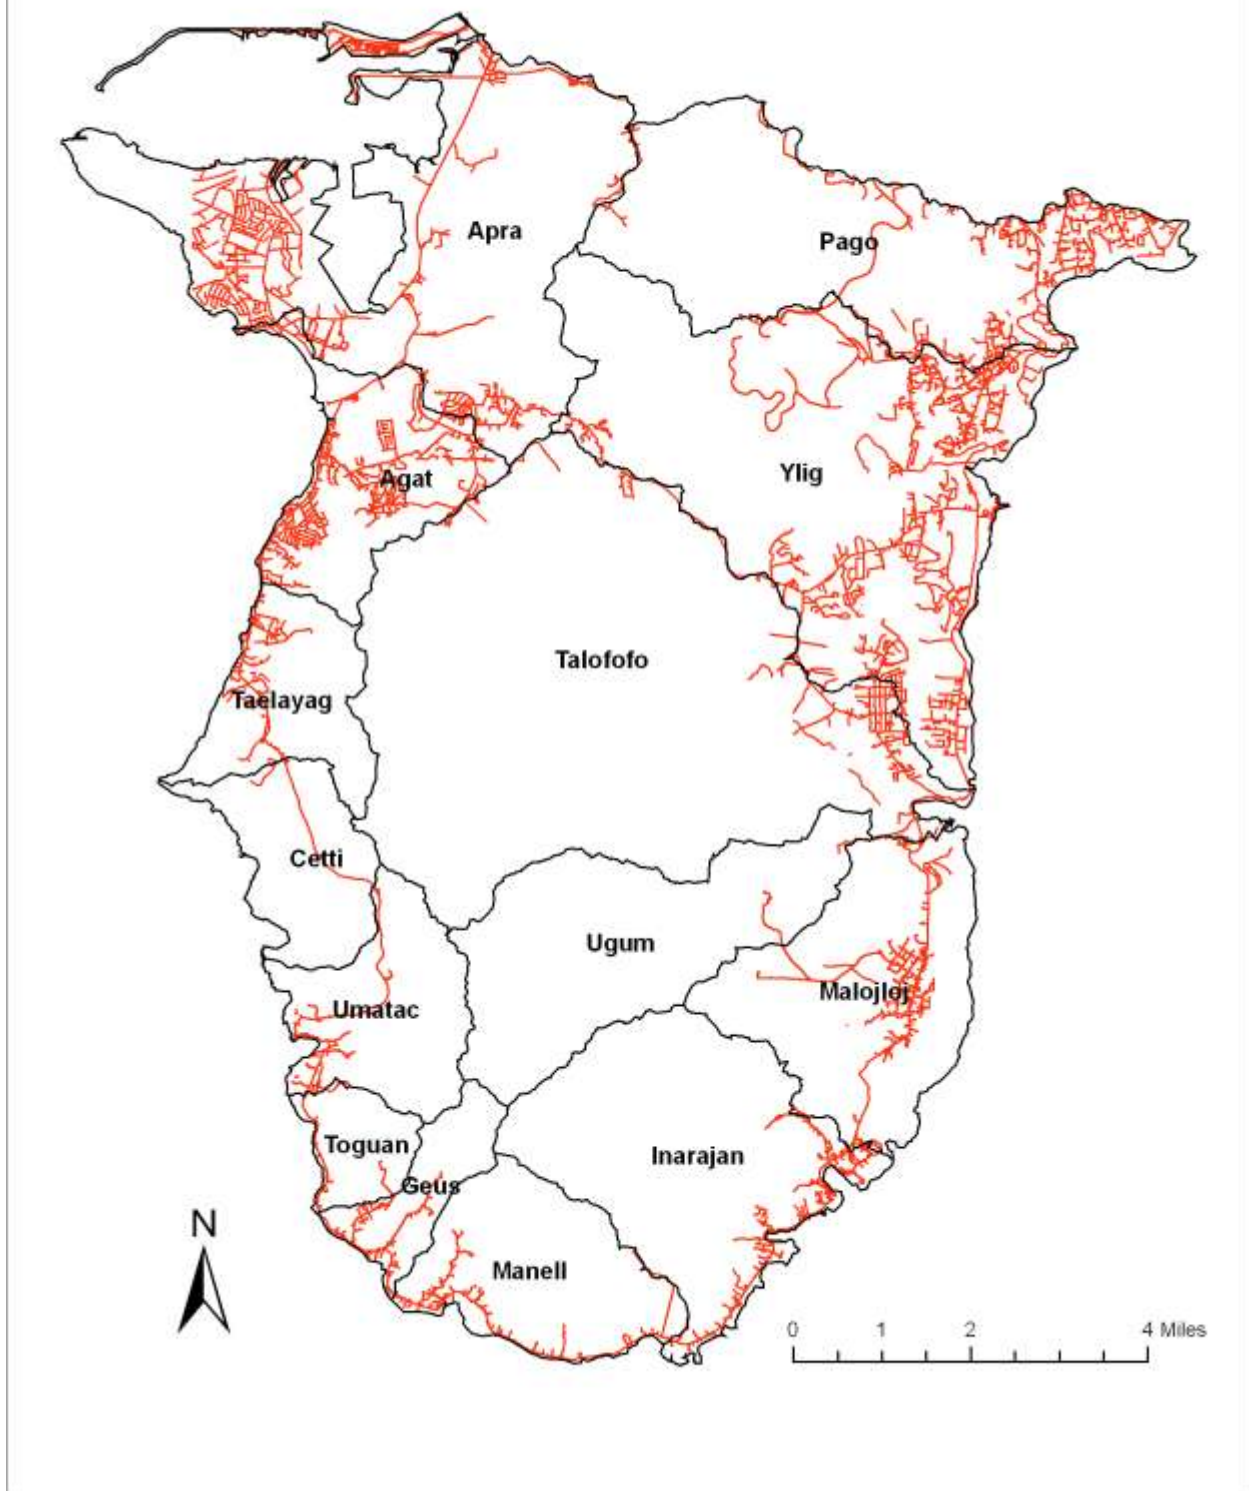 Apra
Pago
Ylig
Agat
Talofofo
Taelayag
Cetti
Ugum
Malojloj
Umatac
Toguan
Inarajan
Geus
N
Manell
0 1 2 4 Miles